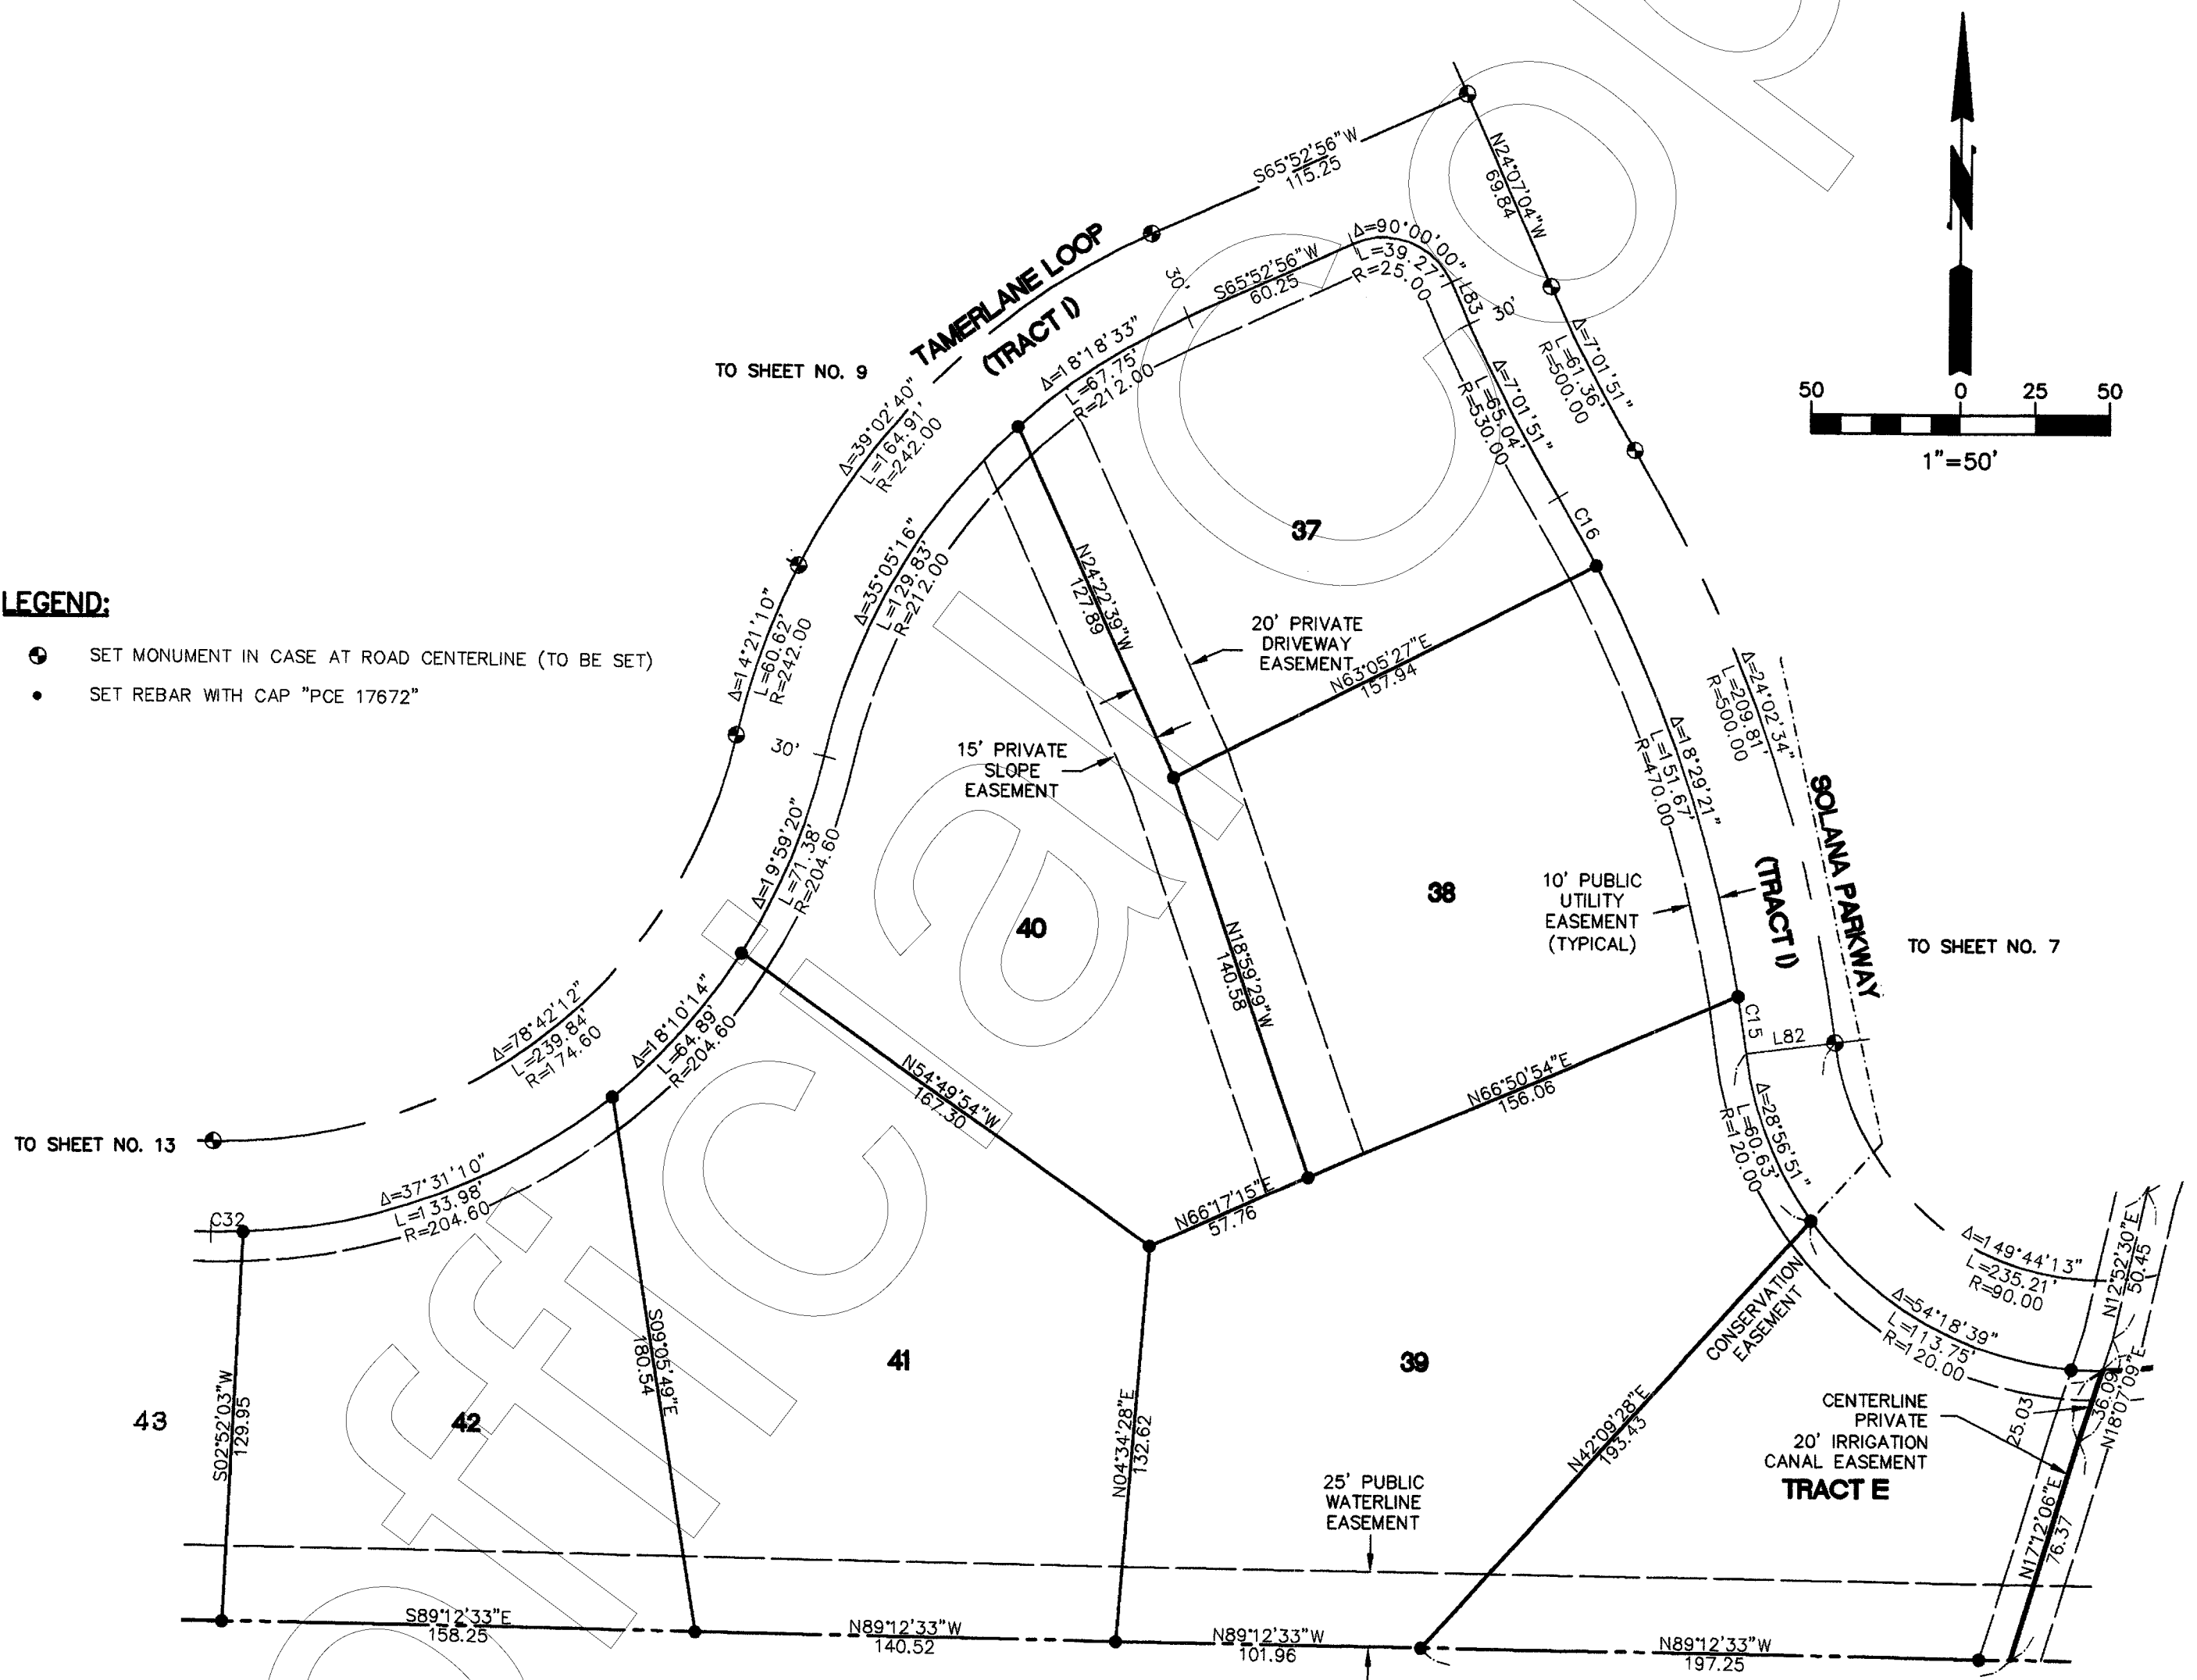 S65°52'56"W
115.25
N24°07'04"W
69.84
50 0 25 50
1"=50'
TAMERLANE LOOP
(TRACT I)
TO SHEET NO. 9
30'
S65°52'56"W
60.25
Δ=90°00'00"
L=39.27'
R=25.00
L83
30'
Δ=7°01'51"
L=61.36'
R=500.00
Δ=18°18'33"
L=67.75'
R=212.00
Δ=7°01'51"
L=65.04'
R=530.00
Δ=39°02'40"
L=164.91'
R=242.00
C16
37
Δ=35°05'16"
L=129.83'
R=212.00
N24°22'39"W
127.89
LEGEND:
SET MONUMENT IN CASE AT ROAD CENTERLINE (TO BE SET)
SET REBAR WITH CAP "PCE 17672"
Δ=14°21'10"
L=60.62'
R=242.00
20' PRIVATE
DRIVEWAY
EASEMENT
N63°05'27"E
157.94
Δ=24°02'34"
L=209.81'
R=500.00
30'
15' PRIVATE
SLOPE
EASEMENT
Δ=18°29'21"
L=151.67'
R=470.00
SOLANA PARKWAY
(TRACT I)
Δ=19°59'20"
L=71.38'
R=204.60
40
38
10' PUBLIC
UTILITY
EASEMENT
(TYPICAL)
TO SHEET NO. 7
N18°59'29"W
140.58
Δ=78°42'12"
L=239.84'
R=174.60
Δ=18°10'14"
L=64.89'
R=204.60
C15
L82
N54°49'54"W
167.30
N66°50'54"E
156.06
Δ=28°56'51"
L=60.63'
R=120.00
TO SHEET NO. 13
Δ=37°31'10"
L=133.98'
R=204.60
C32
N66°17'15"E
57.76
Δ=149°44'13"
L=235.21'
R=90.00
N12°52'30"E
50.45
CONSERVATION
EASEMENT
Δ=54°18'39"
L=113.75'
R=120.00
S09°05'49"E
180.54
41
39
36.09
N18°07'09"E
43
S02°52'03"W
129.95
42
N04°34'28"E
132.62
N42°09'28"E
193.43
25.03
CENTERLINE
PRIVATE
20' IRRIGATION
CANAL EASEMENT
TRACT E
25' PUBLIC
WATERLINE
EASEMENT
N17°12'06"E
76.37
S89°12'33"E
158.25
N89°12'33"W
140.52
N89°12'33"W
101.96
N89°12'33"W
197.25